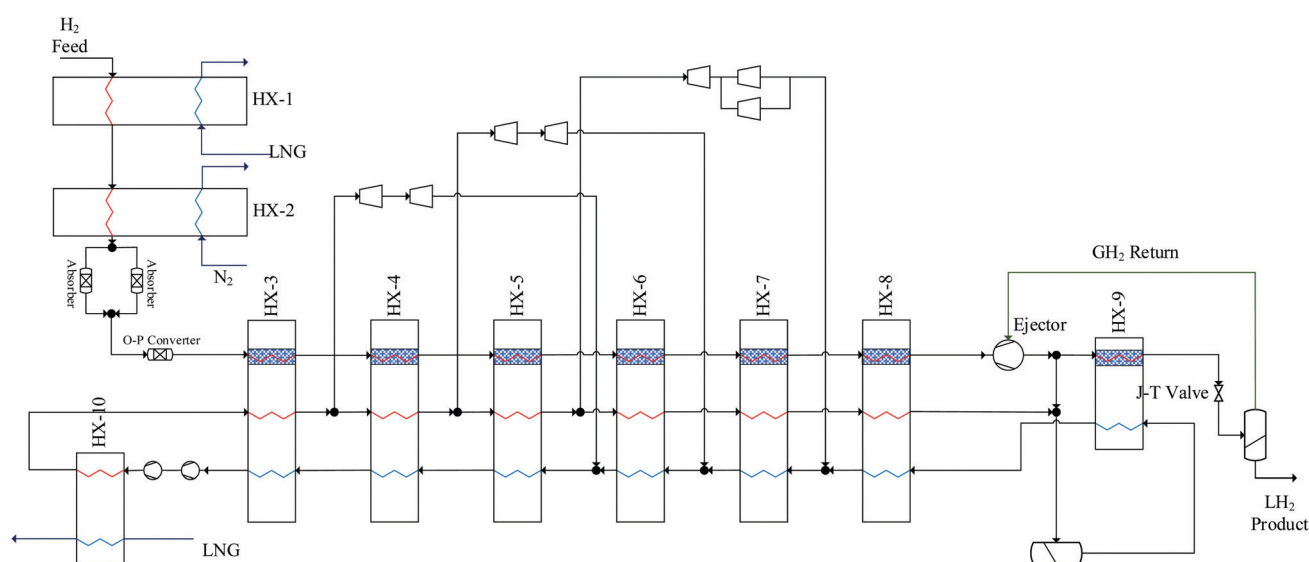 H₂
Feed
HX-1
LNG
HX-2
N₂
Absorber
Absorber
O-P Converter
HX-3
HX-4
HX-5
HX-6
HX-7
HX-8
GH₂ Return
Ejector
HX-9
J-T Valve
HX-10
LNG
LH₂
Product